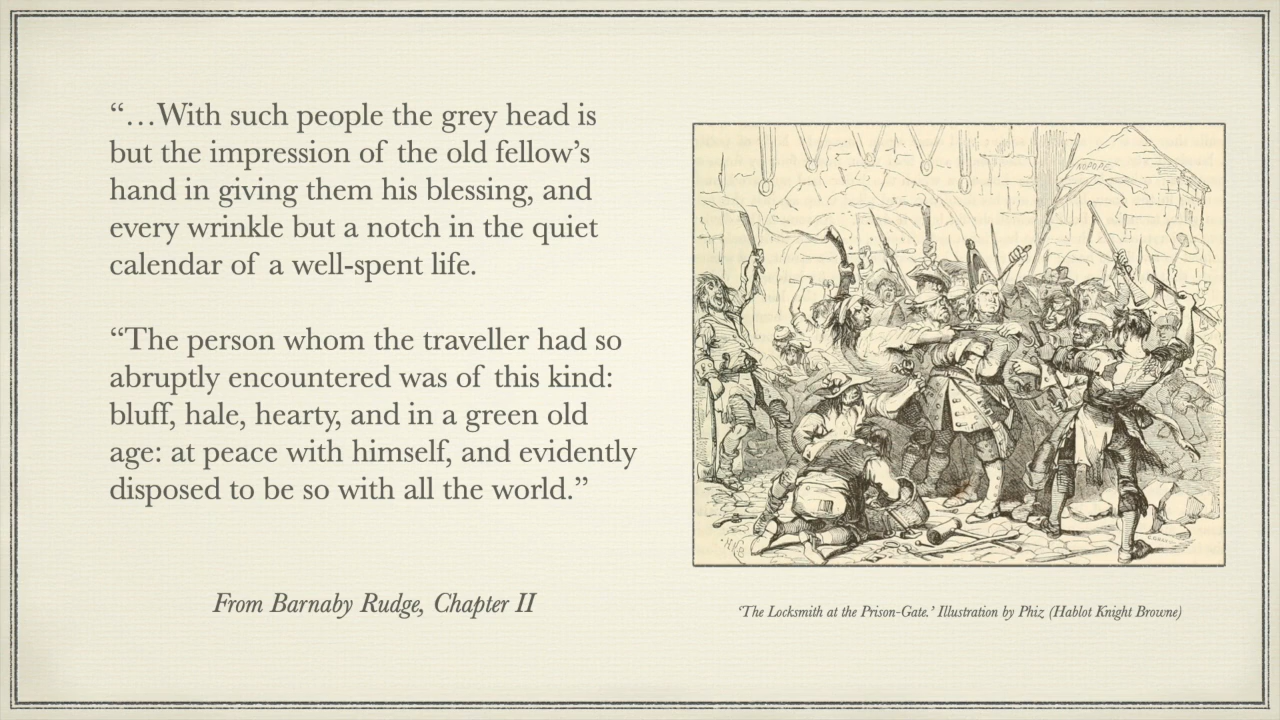 “…With such people the grey head is
but the impression of the old fellow’s
hand in giving them his blessing, and
every wrinkle but a notch in the quiet
calendar of a well-spent life.
“The person whom the traveller had so
abruptly encountered was of this kind:
bluff, hale, hearty, and in a green old
age: at peace with himself, and evidently
disposed to be so with all the world.”
From Barnaby Rudge, Chapter II
NOPOPE
‘The Locksmith at the Prison-Gate.’ Illustration by Phiz (Hablot Knight Browne)